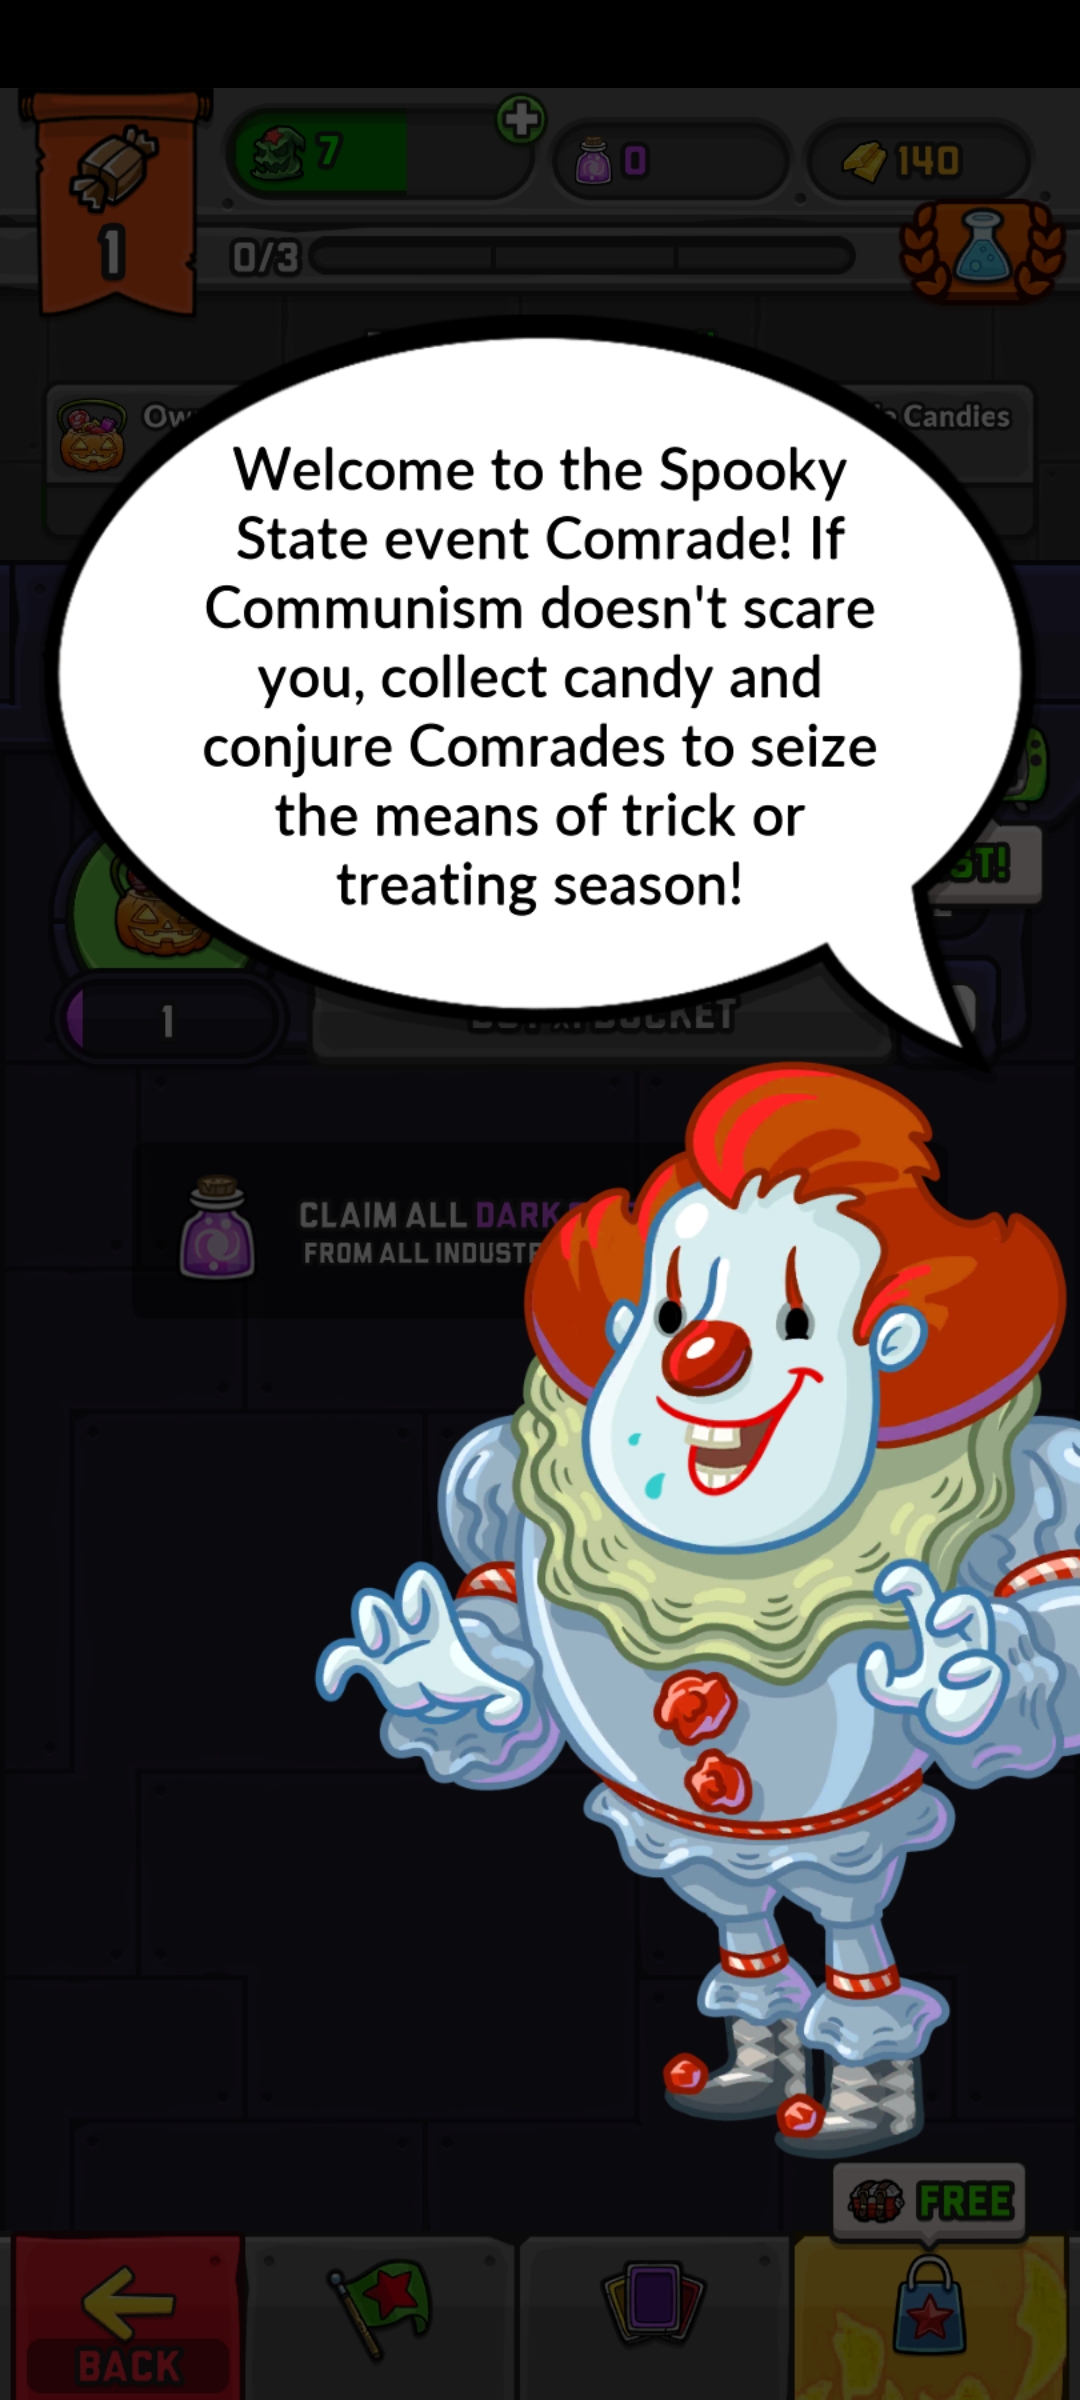 7
0
140
1
0/3
Candies
Welcome to the Spooky
State event Comrade! If
Communism doesn't scare
you, collect candy and
conjure Comrades to seize
the means of trick or
treating season!
1
BUCKET
CLAIM ALL DARK
FROM ALL
FREE
BACK